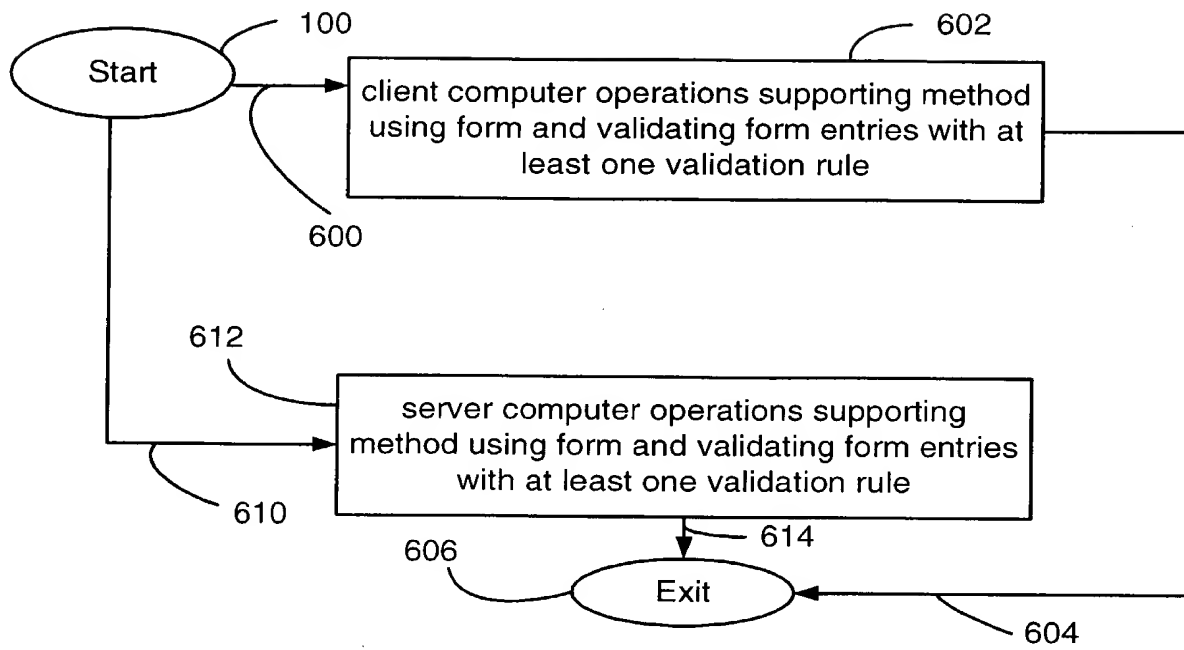 100
602
Start
client computer operations supporting method
using form and validating form entries with at
least one validation rule
600
612
server computer operations supporting
method using form and validating form entries
with at least one validation rule
610
614
606
Exit
604